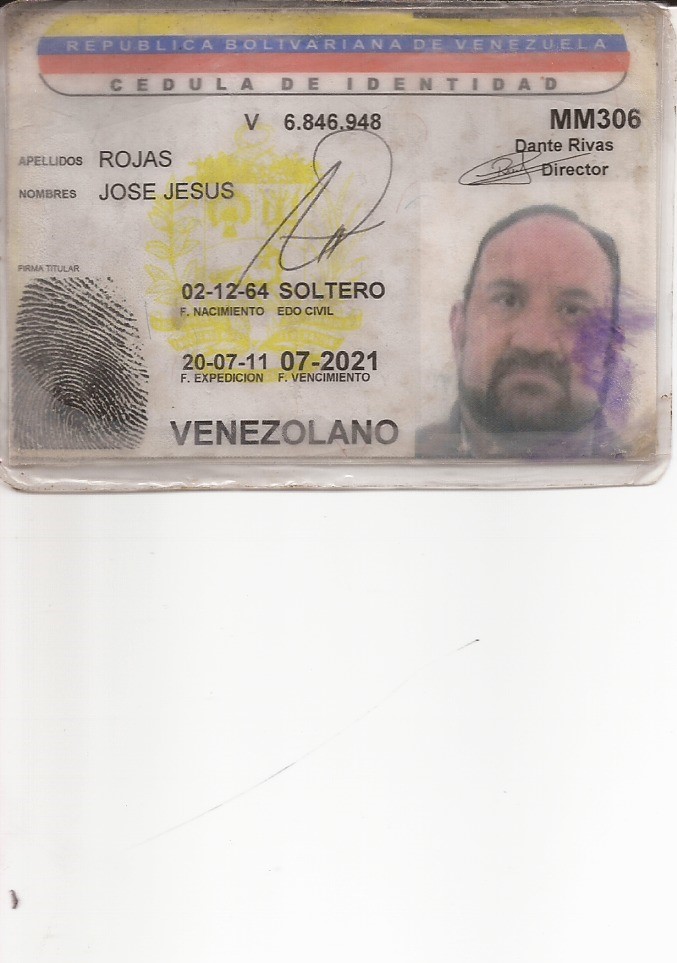 REPUBLICA BOLIVARIANA DE VENEZUELA
CEDULA DE IDENTIDAD
V 6.846.948 MM306
Dante Rivas
Director
APELLIDOS ROJAS
NOMBRES JOSE JESUS
FIRMA TITULAR
02-12-64 SOLTERO
F. NACIMIENTO EDO CIVIL
20-07-11 07-2021
F. EXPEDICION F. VENCIMIENTO
VENEZOLANO